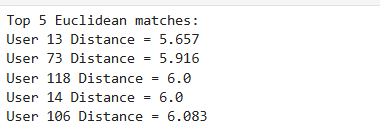 Top 5 Euclidean matches:
User 13 Distance = 5.657
User 73 Distance = 5.916
User 118 Distance = 6.0
User 14 Distance = 6.0
User 106 Distance = 6.083